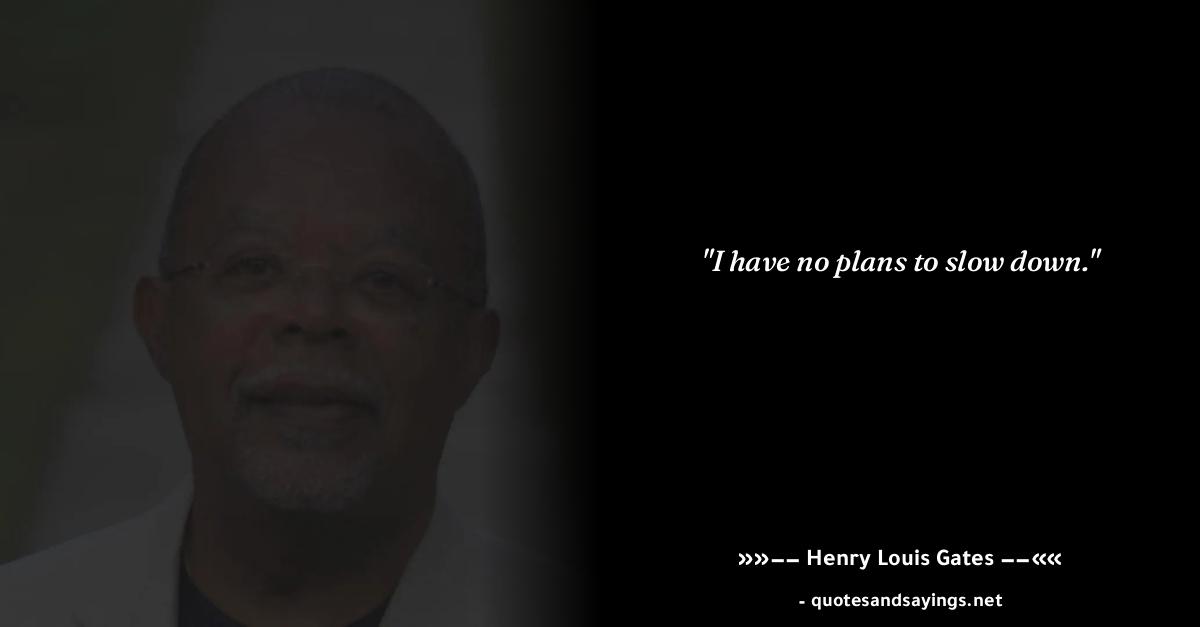 "I have no plans to slow down."
»»−− Henry Louis Gates −−««
- quotesandsayings.net